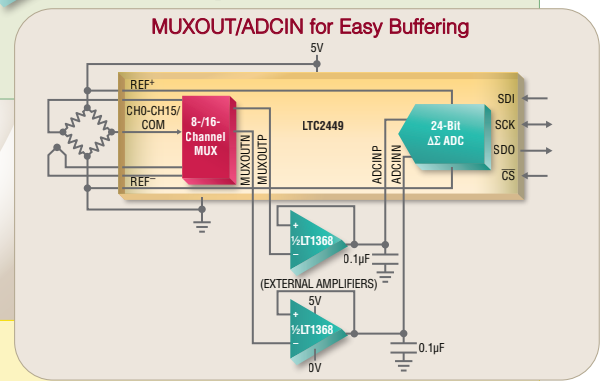 MUXOUT/ADCIN for Easy Buffering
5V
REF+
CH0-CH15/
COM
8-/16-
Channel
MUX
REF–
MUXOUTN
MUXOUTP
LTC2449
ADCINP
ADCINN
24-Bit
ΔΣ ADC
SDI
SCK
SDO
CS
+
½LT1368
–
0.1µF
(EXTERNAL AMPLIFIERS)
5V
+
½LT1368
–
0V
0.1µF